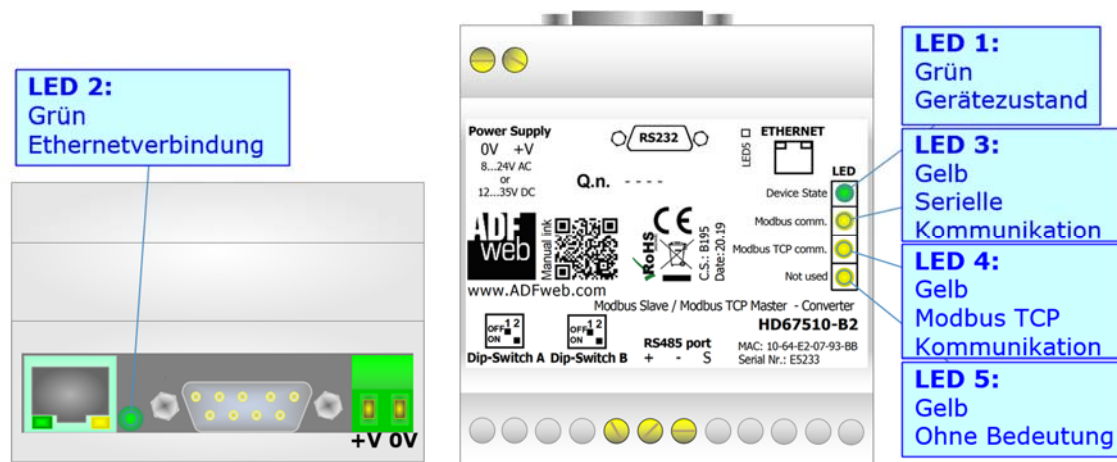 LED 2:
Grün
Ethernetverbindung
+V 0V
Power Supply
0V +V
8...24V AC
or
12...35V DC
RS232
LED5
ETHERNET
LED
Q.n. ----
Device State
Modbus comm.
Modbus TCP comm.
Not used
ADF
web
Manual link
RoHS
CE
C.S.: B195
Date:20.19
www.ADFweb.com
Modbus Slave / Modbus TCP Master - Converter
HD67510-B2
OFF 1 2
ON
Dip-Switch A
OFF 1 2
ON
Dip-Switch B
RS485 port
+ - S
MAC: 10-64-E2-07-93-BB
Serial Nr.: E5233
LED 1:
Grün
Gerätezustand
LED 3:
Gelb
Serielle
Kommunikation
LED 4:
Gelb
Modbus TCP
Kommunikation
LED 5:
Gelb
Ohne Bedeutung